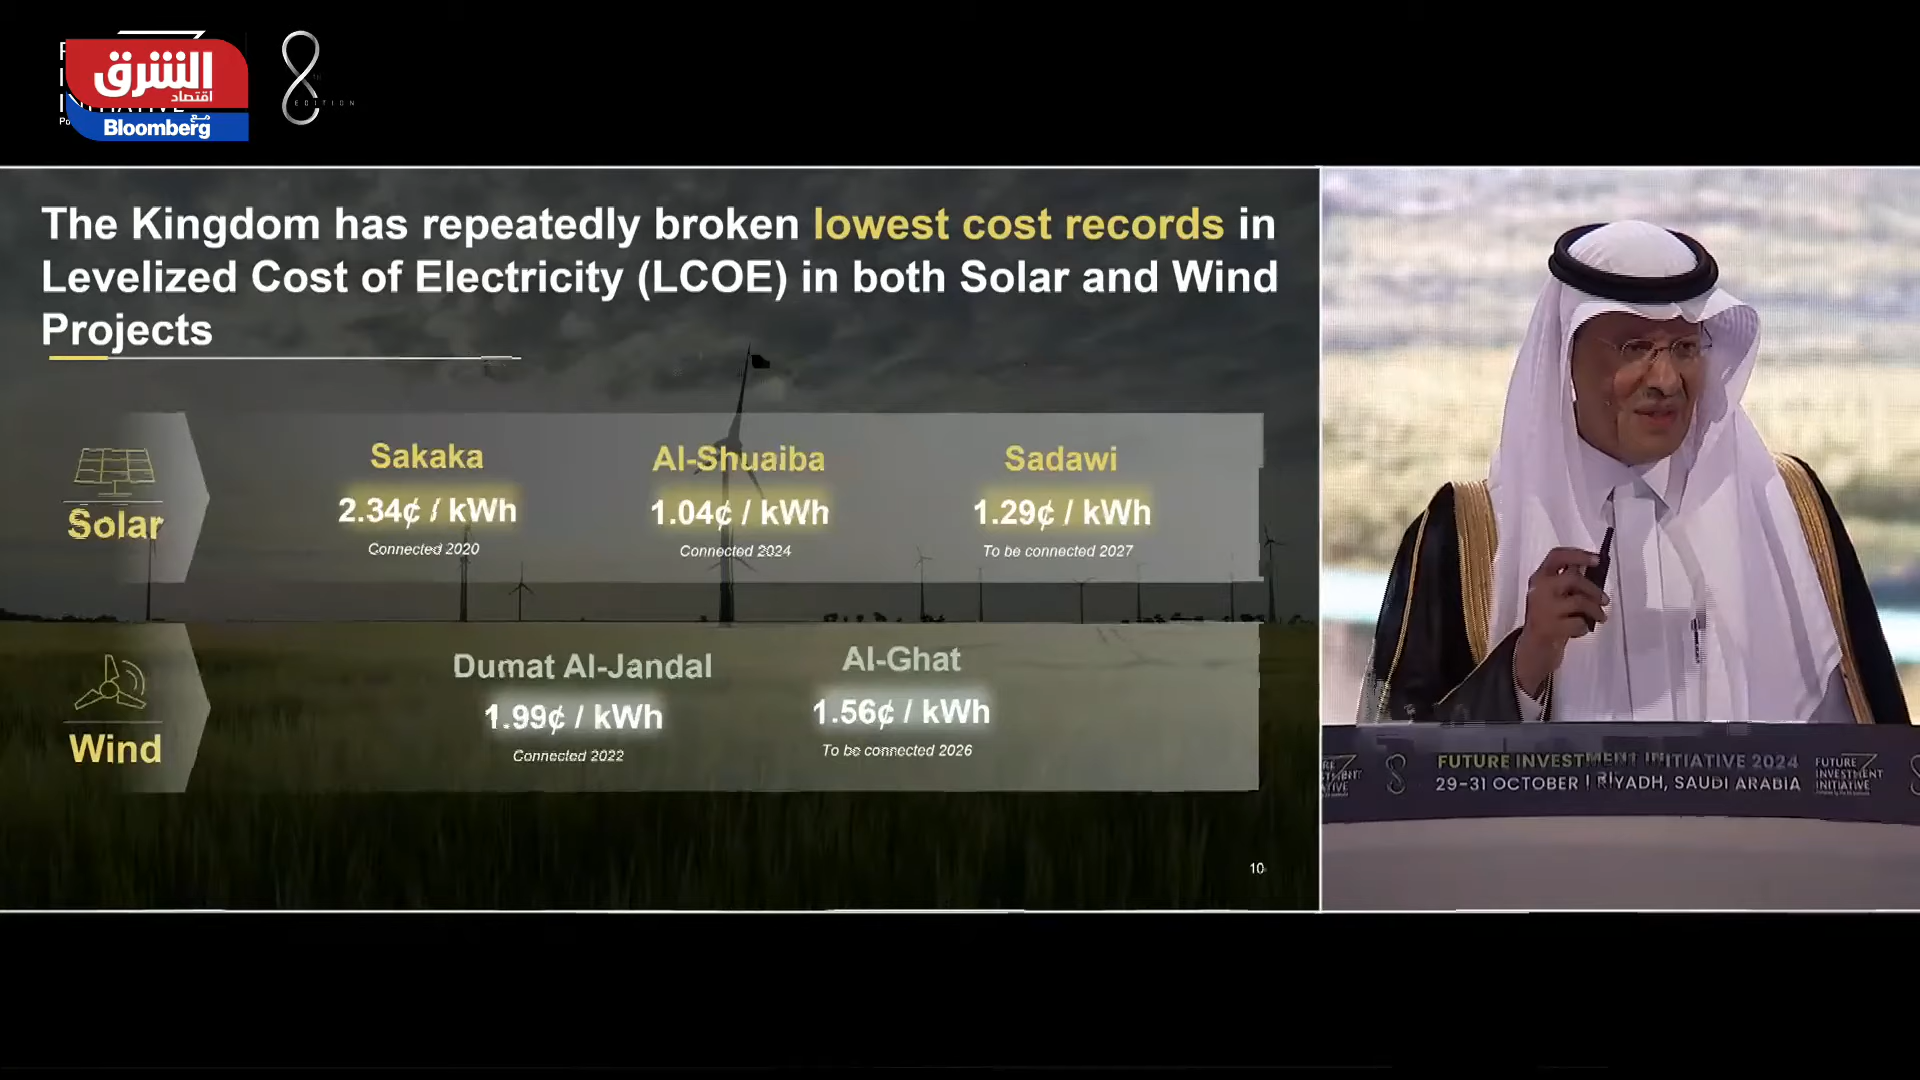 الشرق
اقتصاد
مع
Bloomberg
EDITION
The Kingdom has repeatedly broken lowest cost records in
Levelized Cost of Electricity (LCOE) in both Solar and Wind
Projects
Solar
Sakaka
2.34¢ / kWh
Connected 2020
Al-Shuaiba
1.04¢ / kWh
Connected 2024
Sadawi
1.29¢ / kWh
To be connected 2027
Wind
Dumat Al-Jandal
1.99¢ / kWh
Connected 2022
Al-Ghat
1.56¢ / kWh
To be connected 2026
10
FUTURE INVESTMENT INITIATIVE 2024
29-31 OCTOBER | RIYADH, SAUDI ARABIA
FUTURE
INVESTMENT
INITIATIVE